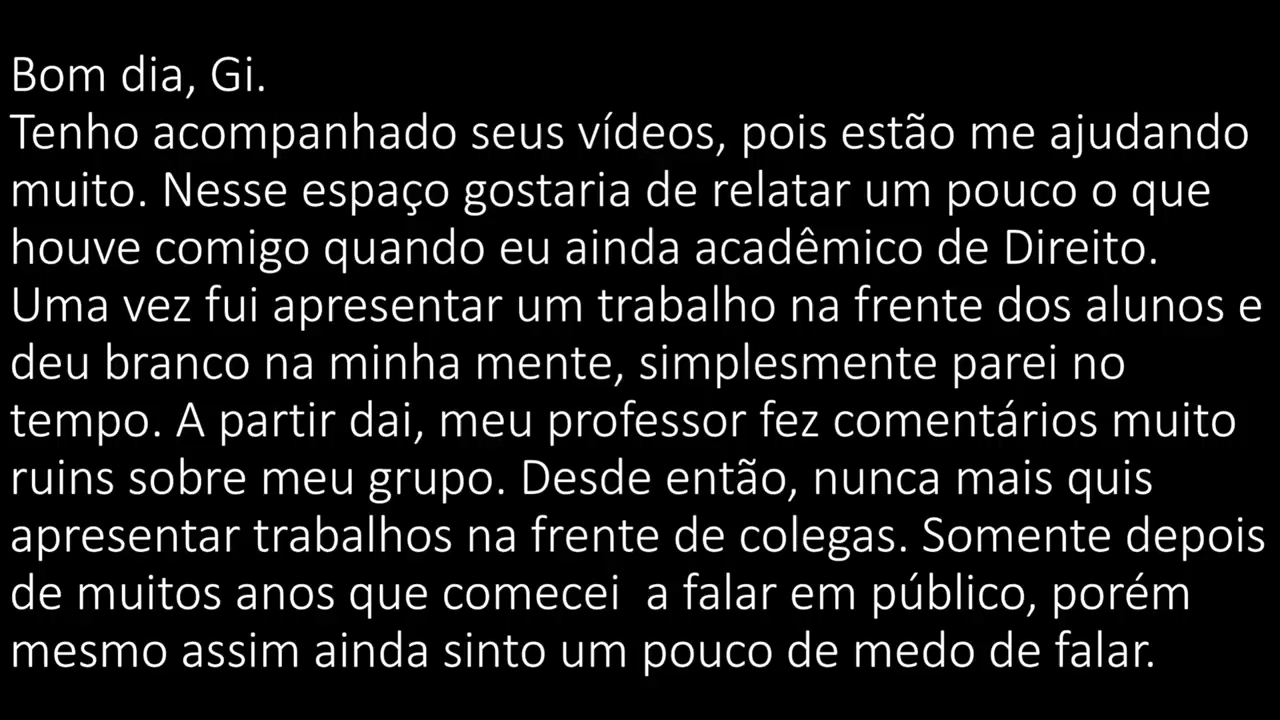 Bom dia, Gi.
Tenho acompanhado seus vídeos, pois estão me ajudando
muito. Nesse espaço gostaria de relatar um pouco o que
houve comigo quando eu ainda acadêmico de Direito.
Uma vez fui apresentar um trabalho na frente dos alunos e
deu branco na minha mente, simplesmente parei no
tempo. A partir dai, meu professor fez comentários muito
ruins sobre meu grupo. Desde então, nunca mais quis
apresentar trabalhos na frente de colegas. Somente depois
de muitos anos que comecei  a falar em público, porém
mesmo assim ainda sinto um pouco de medo de falar.